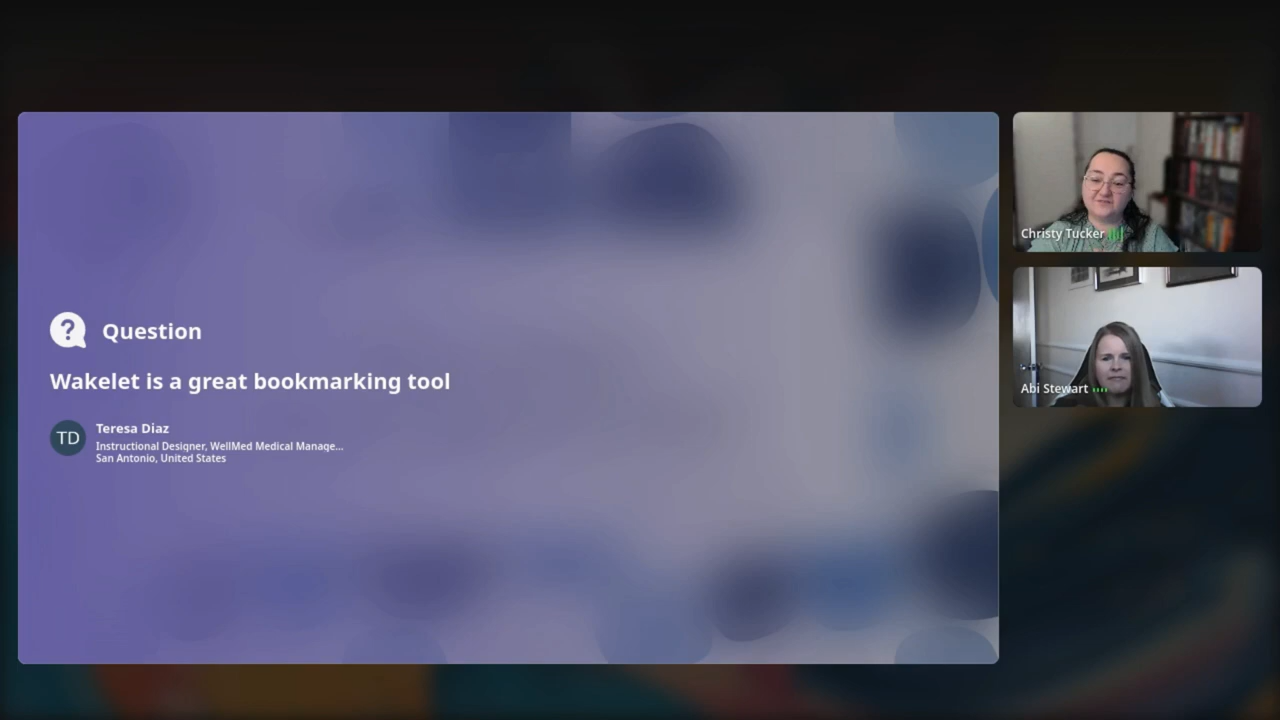 Question
Wakelet is a great bookmarking tool
TD
Teresa Diaz
Instructional Designer, WellMed Medical Manage...
San Antonio, United States
Christy Tucker
Abi Stewart